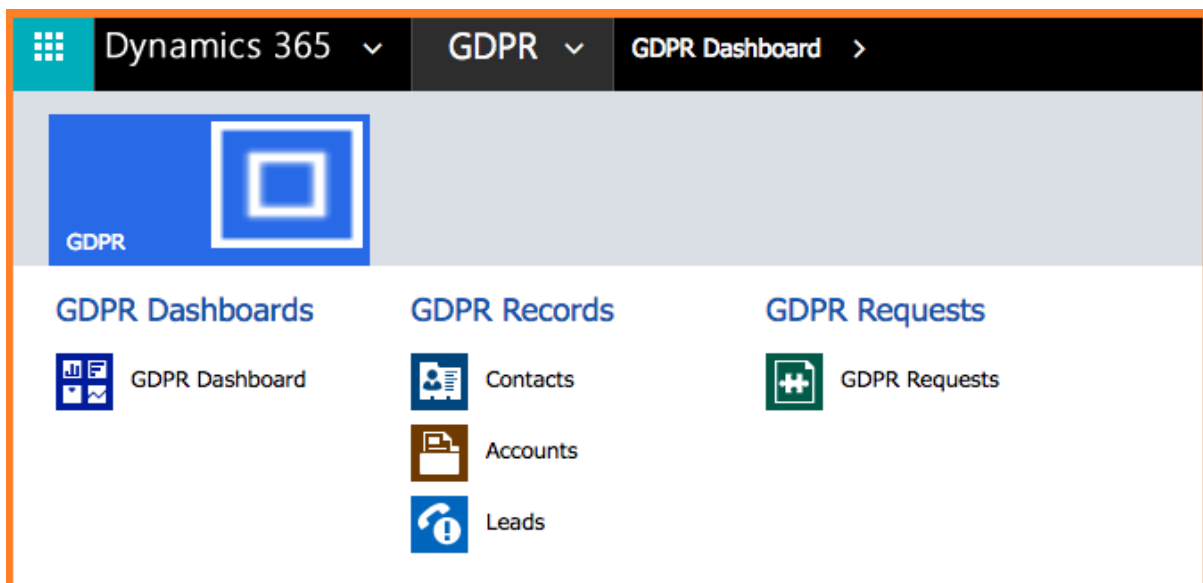 Dynamics 365 GDPR GDPR Dashboard
GDPR
GDPR Dashboards
GDPR Dashboard
GDPR Records
Contacts
Accounts
Leads
GDPR Requests
GDPR Requests